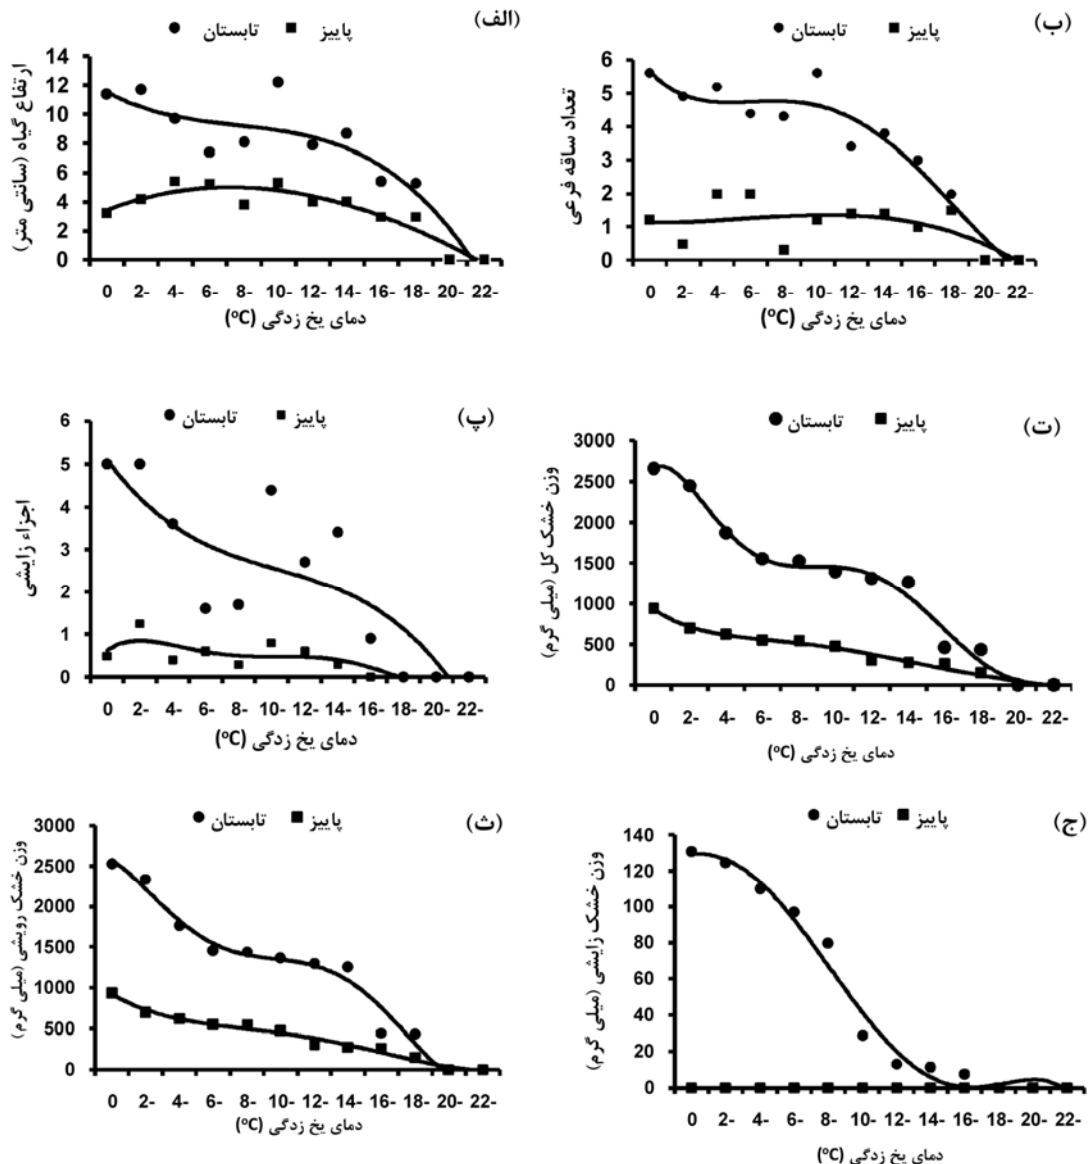 (الف)
● تابستان ■ پاییز
ارتفاع گیاه (سانتی متر)
14
12
10
8
6
4
2
0
0 2- 4- 6- 8- 10- 12- 14- 16- 18- 20- 22-
دمای یخ زدگی (°C)
(ب)
● تابستان ■ پاییز
تعداد ساقه فرعی
6
5
4
3
2
1
0
0 2- 4- 6- 8- 10- 12- 14- 16- 18- 20- 22-
دمای یخ زدگی (°C)
(پ)
● تابستان ■ پاییز
اجزاء زایشی
6
5
4
3
2
1
0
0 2- 4- 6- 8- 10- 12- 14- 16- 18- 20- 22-
دمای یخ زدگی (°C)
(ت)
● تابستان ■ پاییز
وزن خشک کل (میلی گرم)
3000
2500
2000
1500
1000
500
0
0 2- 4- 6- 8- 10- 12- 14- 16- 18- 20- 22-
دمای یخ زدگی (°C)
(ث)
● تابستان ■ پاییز
وزن خشک رویشی (میلی گرم)
3000
2500
2000
1500
1000
500
0
0 2- 4- 6- 8- 10- 12- 14- 16- 18- 20- 22-
دمای یخ زدگی (°C)
(ج)
● تابستان ■ پاییز
وزن خشک زایشی (میلی گرم)
140
120
100
80
60
40
20
0
0 2- 4- 6- 8- 10- 12- 14- 16- 18- 20- 22-
دمای یخ زدگی (°C)